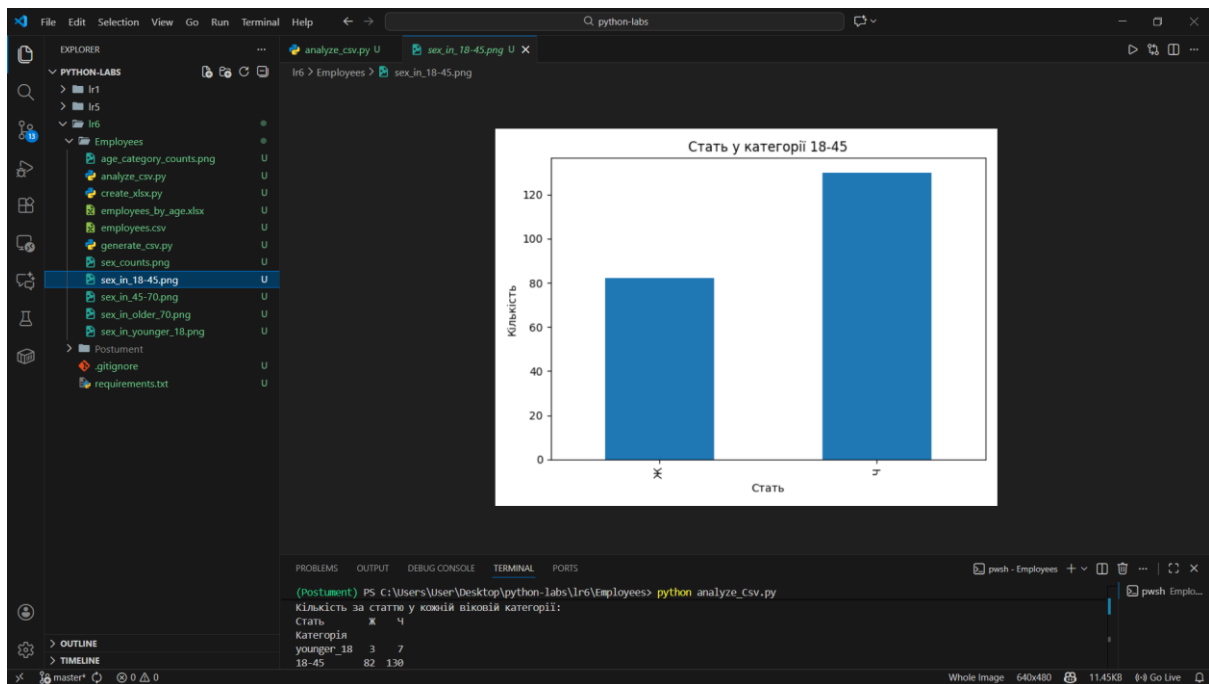 File Edit Selection View Go Run Terminal Help
python-labs
EXPLORER
PYTHON-LABS
lr1
lr5
lr6
Employees
age_category_counts.png U
analyze_csv.py U
create_xlsx.py U
employees_by_age.xlsx U
employees.csv U
generate_csv.py U
sex_counts.png U
sex_in_18-45.png U
sex_in_45-70.png U
sex_in_older_70.png U
sex_in_younger_18.png U
Postument
.gitignore U
requirements.txt U
OUTLINE
TIMELINE
13
analyze_csv.py U
sex_in_18-45.png U
lr6 > Employees > sex_in_18-45.png
Стать у категорії 18-45
Кількість
120
100
80
60
40
20
0
Ж Ч
Стать
PROBLEMS OUTPUT DEBUG CONSOLE TERMINAL PORTS
pwsh - Employees
pwsh Emplo...
(Postument) PS C:\Users\User\Desktop\python-labs\lr6\Employees> python analyze_Csv.py
Кількість за статтю у кожній віковій категорії:
Стать Ж Ч
Категорія
younger_18 3 7
18-45 82 130
master* 0 0
Whole Image 640x480 11.45KB Go Live